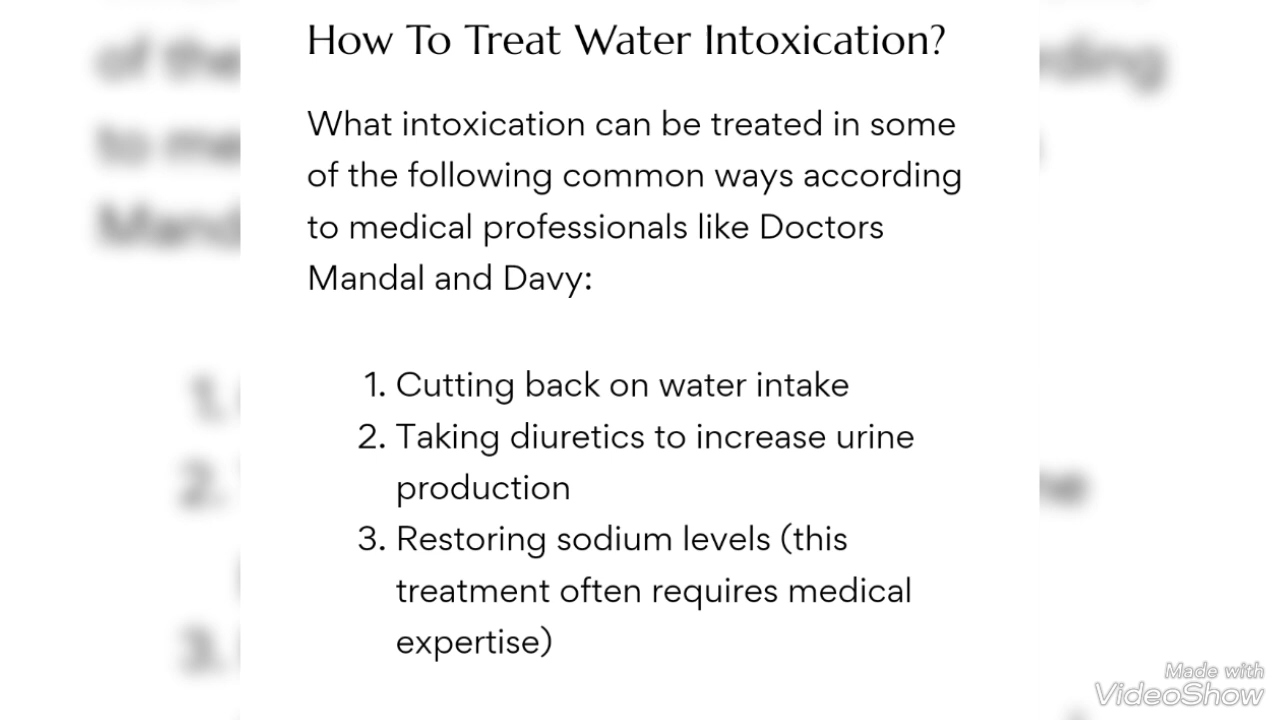 How To Treat Water Intoxication?
What intoxication can be treated in some
of the following common ways according
to medical professionals like Doctors
Mandal and Davy:
1. Cutting back on water intake
2. Taking diuretics to increase urine
production
3. Restoring sodium levels (this
treatment often requires medical
expertise)
Made with
VideoShow